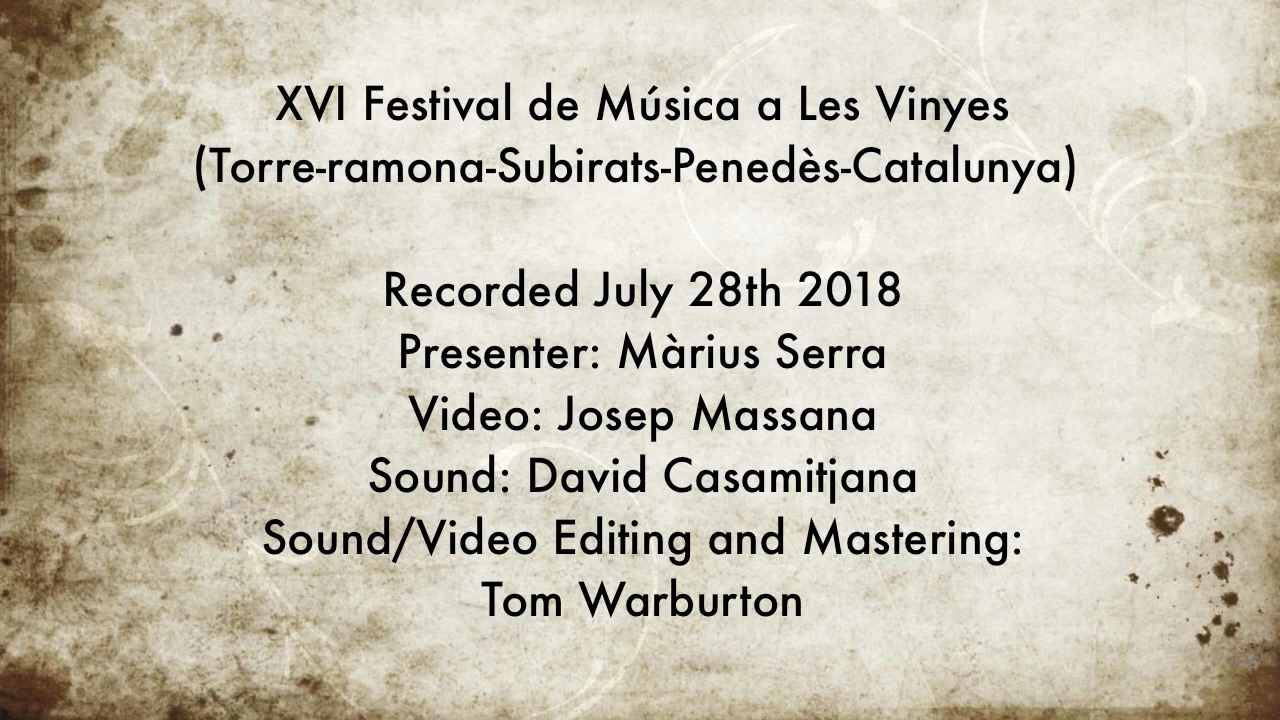 XVI Festival de Música a Les Vinyes
(Torre-ramona-Subirats-Penedès-Catalunya)
Recorded July 28th 2018
Presenter: Màrius Serra
Video: Josep Massana
Sound: David Casamitjana
Sound/Video Editing and Mastering:
Tom Warburton